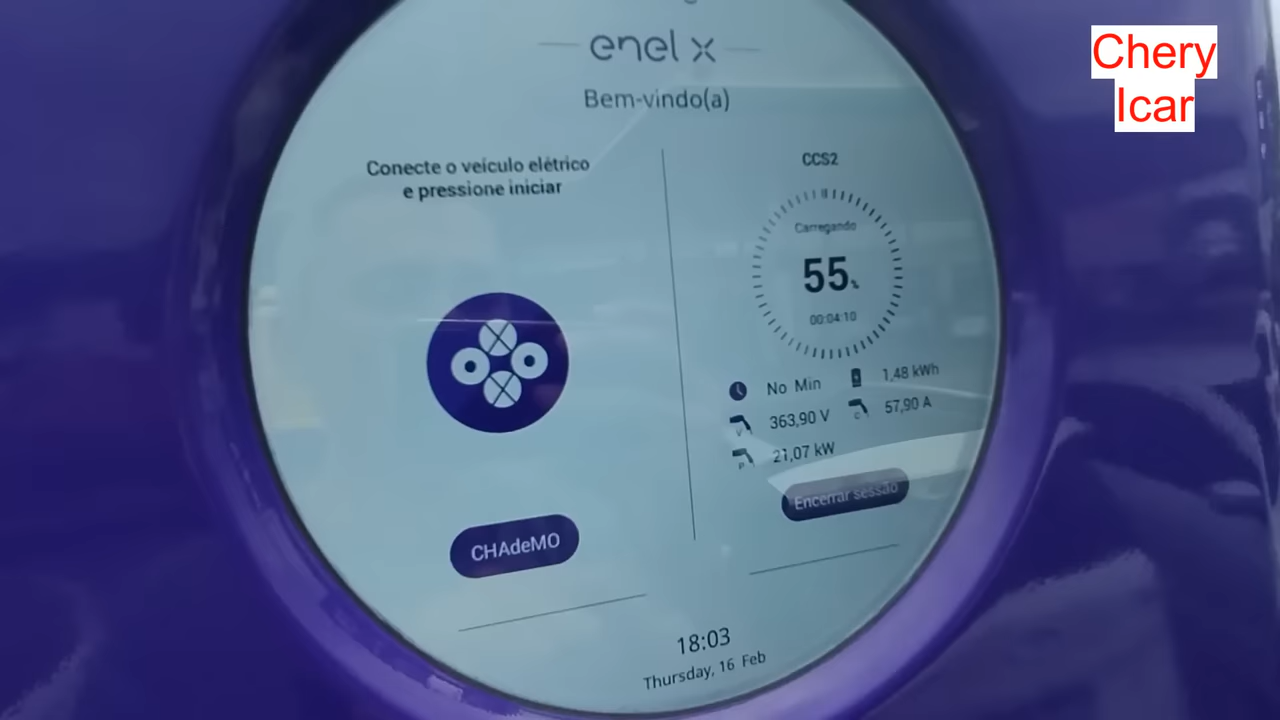 enel x
Bem-vindo(a)
Conecte o veículo elétrico
e pressione iniciar
CHAdeMO
CCS2
Carregando
55%
00:04:10
No Min
1,48 kWh
363,90 V
57,90 A
21,07 kW
Encerrar sessão
18:03
Thursday, 16 Feb
Chery
Icar